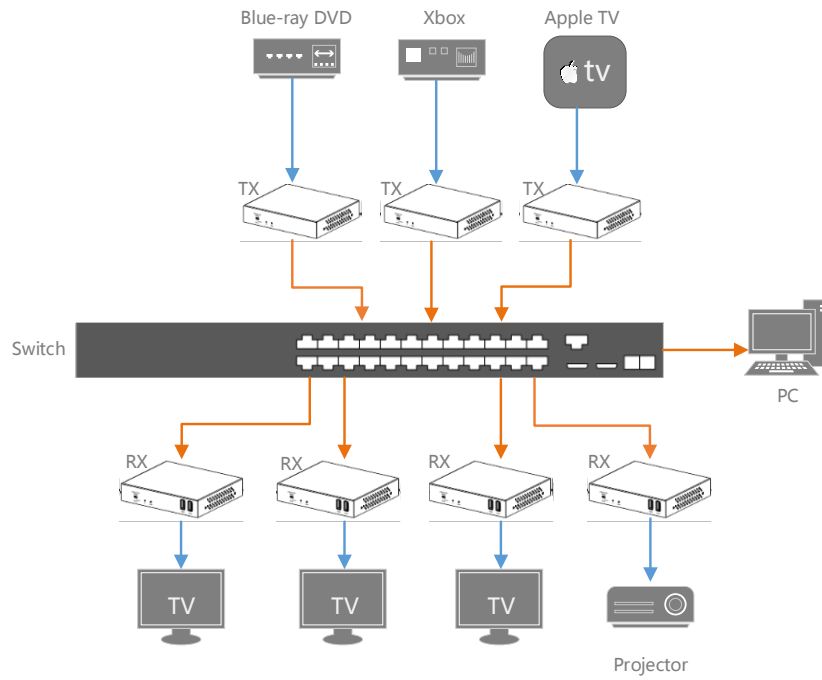 Blue-ray DVD Xbox Apple TV
tv
TX TX TX
Switch
PC
RX RX RX RX
TV TV TV
Projector